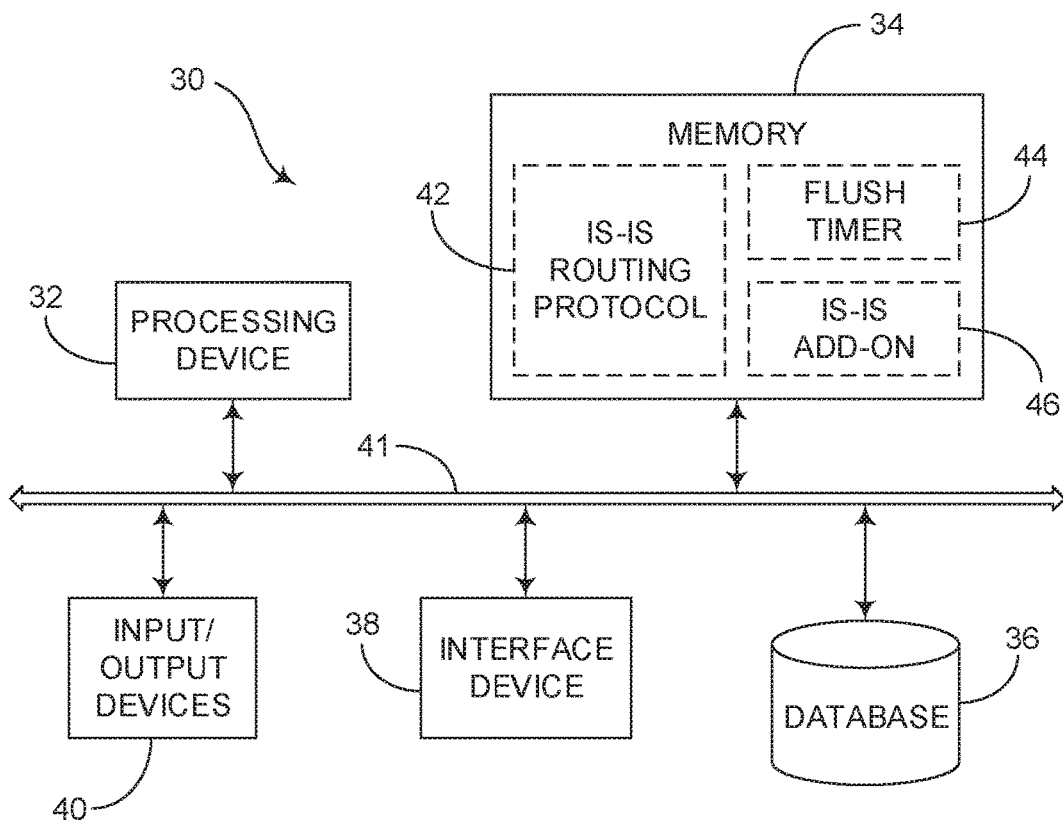 34
30
MEMORY
42
44
FLUSH
TIMER
IS-IS
ROUTING
PROTOCOL
32
PROCESSING
DEVICE
IS-IS
ADD-ON
46
41
INPUT/
OUTPUT
DEVICES
38
INTERFACE
DEVICE
36
DATABASE
40